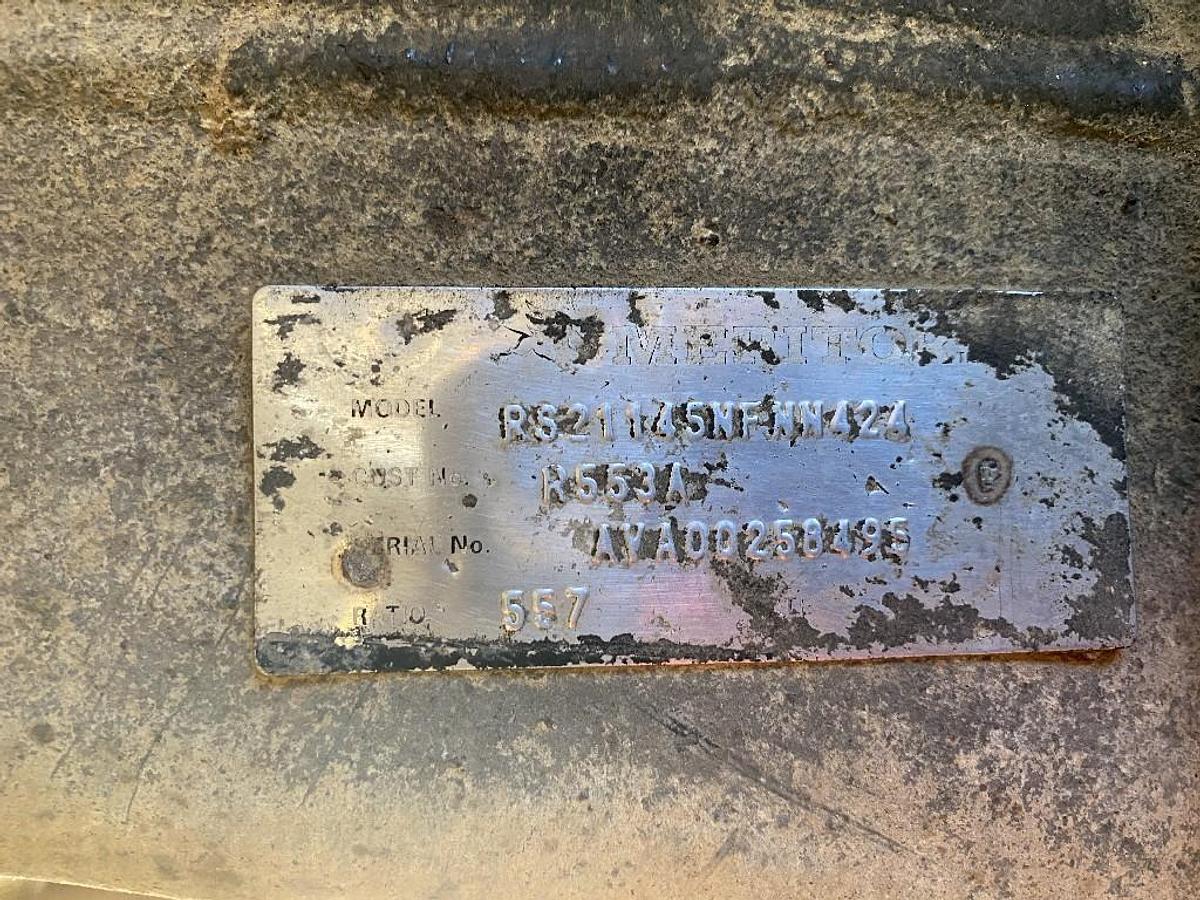 MERITOR
MODEL RS21145NFNN424
CUST No. R553A
SERIAL No. AVA00258495
RATIO 557